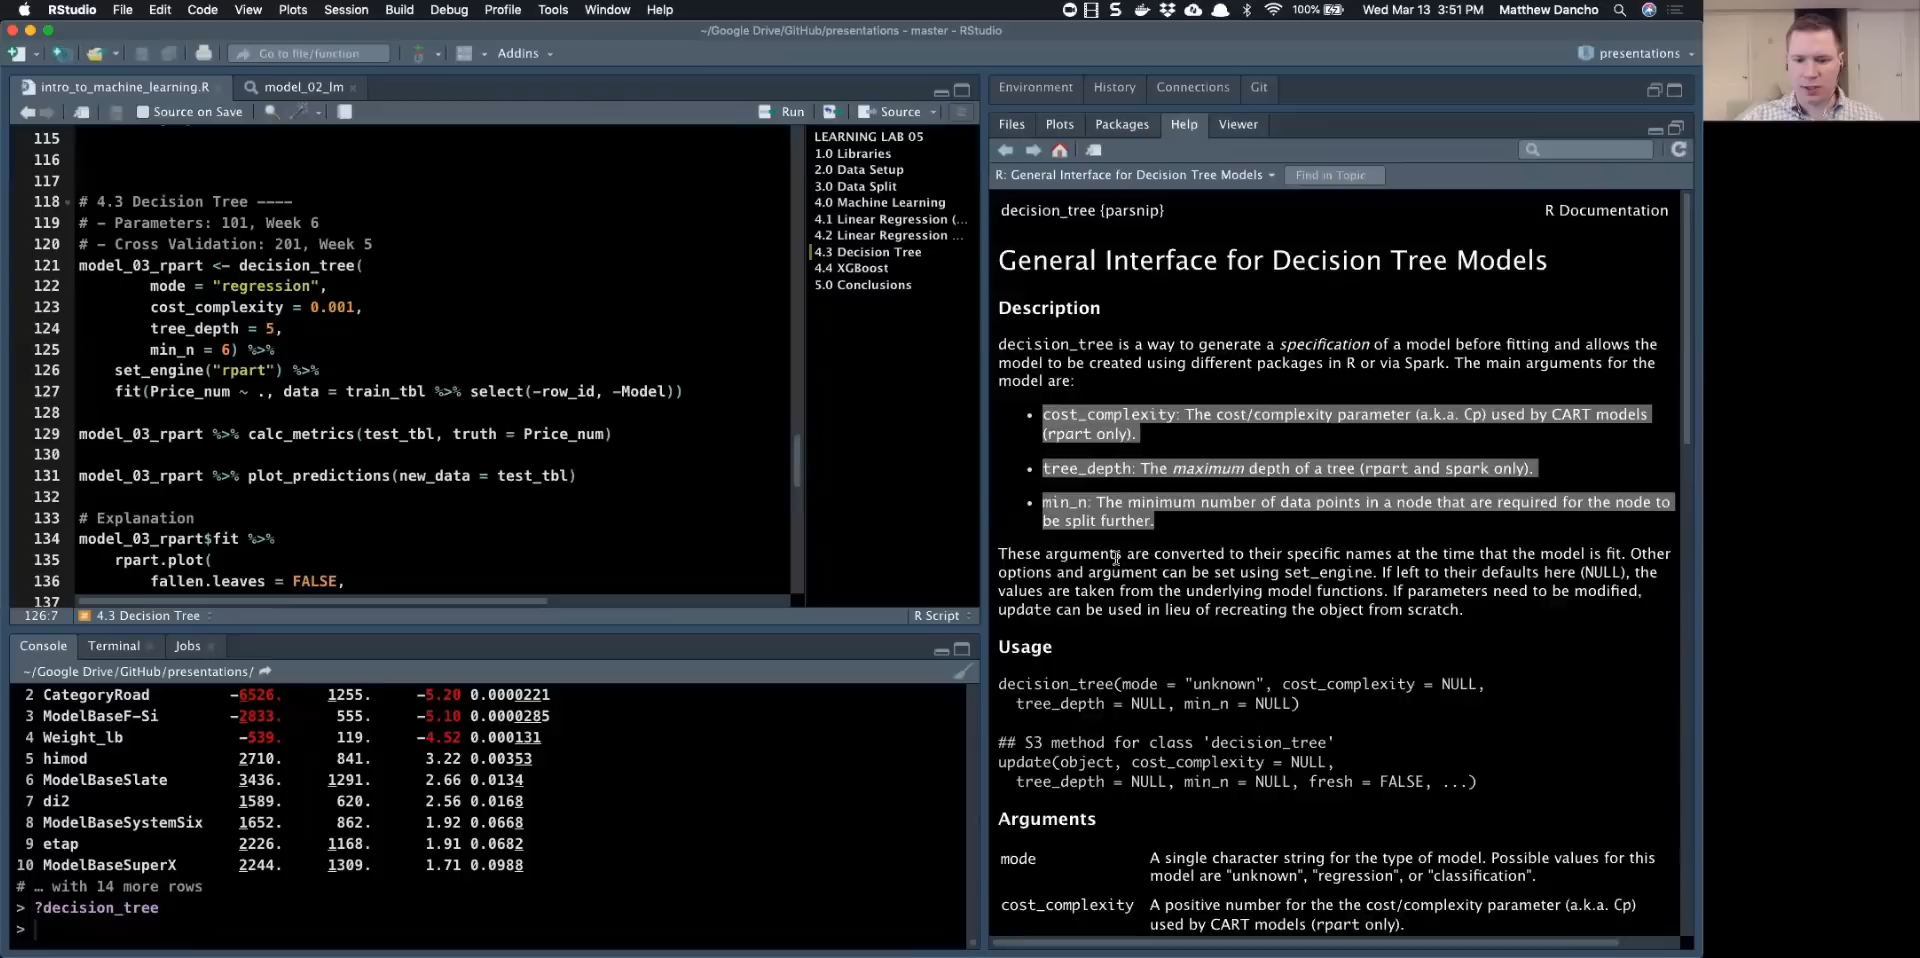 RStudio File Edit Code View Plots Session Build Debug Profile Tools Window Help
100% Wed Mar 13 3:51 PM Matthew Dancho
~/Google Drive/GitHub/presentations - master - RStudio
Go to file/function Addins
presentations
intro_to_machine_learning.R model_02_lm
Source on Save Run Source
115
116
117
118 # 4.3 Decision Tree ----
119 # - Parameters: 101, Week 6
120 # - Cross Validation: 201, Week 5
121 model_03_rpart <- decision_tree(
122 mode = "regression",
123 cost_complexity = 0.001,
124 tree_depth = 5,
125 min_n = 6) %>%
126 set_engine("rpart") %>%
127 fit(Price_num ~ ., data = train_tbl %>% select(-row_id, -Model))
128
129 model_03_rpart %>% calc_metrics(test_tbl, truth = Price_num)
130
131 model_03_rpart %>% plot_predictions(new_data = test_tbl)
132
133 # Explanation
134 model_03_rpart$fit %>%
135 rpart.plot(
136 fallen.leaves = FALSE,
137
126:7 4.3 Decision Tree R Script
LEARNING LAB 05
1.0 Libraries
2.0 Data Setup
3.0 Data Split
4.0 Machine Learning
4.1 Linear Regression (...
4.2 Linear Regression ...
4.3 Decision Tree
4.4 XGBoost
5.0 Conclusions
Console Terminal Jobs
~/Google Drive/GitHub/presentations/
2 CategoryRoad -6526. 1255. -5.20 0.0000221
3 ModelBaseF-Si -2833. 555. -5.10 0.0000285
4 Weight_lb -539. 119. -4.52 0.000131
5 himod 2710. 841. 3.22 0.00353
6 ModelBaseSlate 3436. 1291. 2.66 0.0134
7 di2 1589. 620. 2.56 0.0168
8 ModelBaseSystemSix 1652. 862. 1.92 0.0668
9 etap 2226. 1168. 1.91 0.0682
10 ModelBaseSuperX 2244. 1309. 1.71 0.0988
# … with 14 more rows
> ?decision_tree
>
Environment History Connections Git
Files Plots Packages Help Viewer
R: General Interface for Decision Tree Models Find in Topic
decision_tree {parsnip} R Documentation
General Interface for Decision Tree Models
Description
decision_tree is a way to generate a specification of a model before fitting and allows the
model to be created using different packages in R or via Spark. The main arguments for the
model are:
• cost_complexity: The cost/complexity parameter (a.k.a. Cp) used by CART models
(rpart only).
• tree_depth: The maximum depth of a tree (rpart and spark only).
• min_n: The minimum number of data points in a node that are required for the node to
be split further.
These arguments are converted to their specific names at the time that the model is fit. Other
options and argument can be set using set_engine. If left to their defaults here (NULL), the
values are taken from the underlying model functions. If parameters need to be modified,
update can be used in lieu of recreating the object from scratch.
Usage
decision_tree(mode = "unknown", cost_complexity = NULL,
tree_depth = NULL, min_n = NULL)
## S3 method for class 'decision_tree'
update(object, cost_complexity = NULL,
tree_depth = NULL, min_n = NULL, fresh = FALSE, ...)
Arguments
mode A single character string for the type of model. Possible values for this
model are "unknown", "regression", or "classification".
cost_complexity A positive number for the the cost/complexity parameter (a.k.a. Cp)
used by CART models (rpart only).